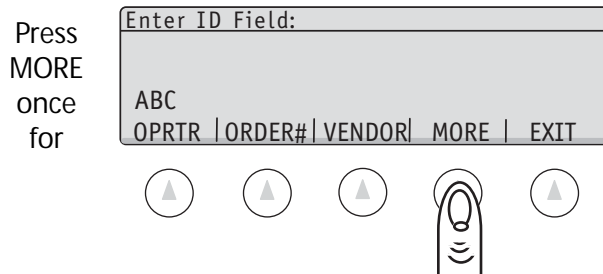 Press
MORE
once
for
Enter ID Field:
ABC
OPRTR | ORDER# | VENDOR | MORE | EXIT